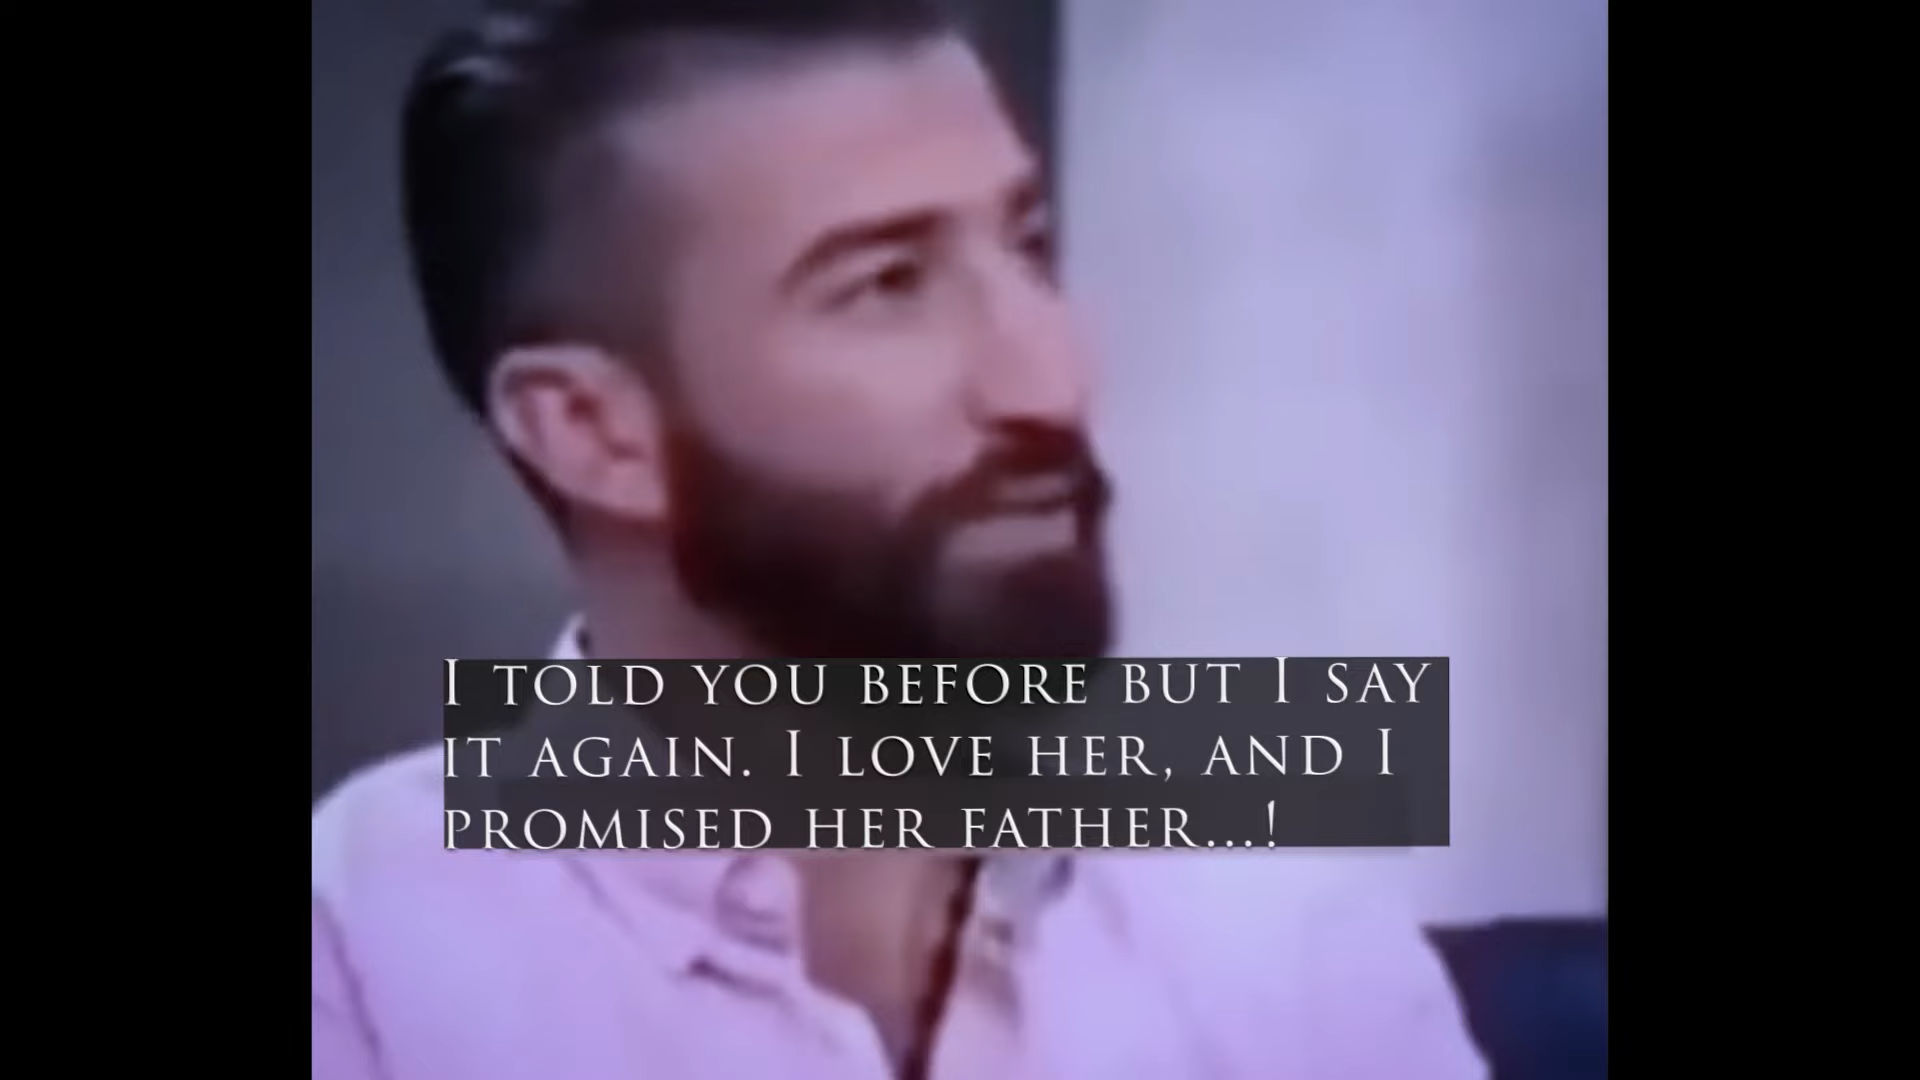 I TOLD YOU BEFORE BUT I SAY
IT AGAIN. I LOVE HER, AND I
PROMISED HER FATHER...!